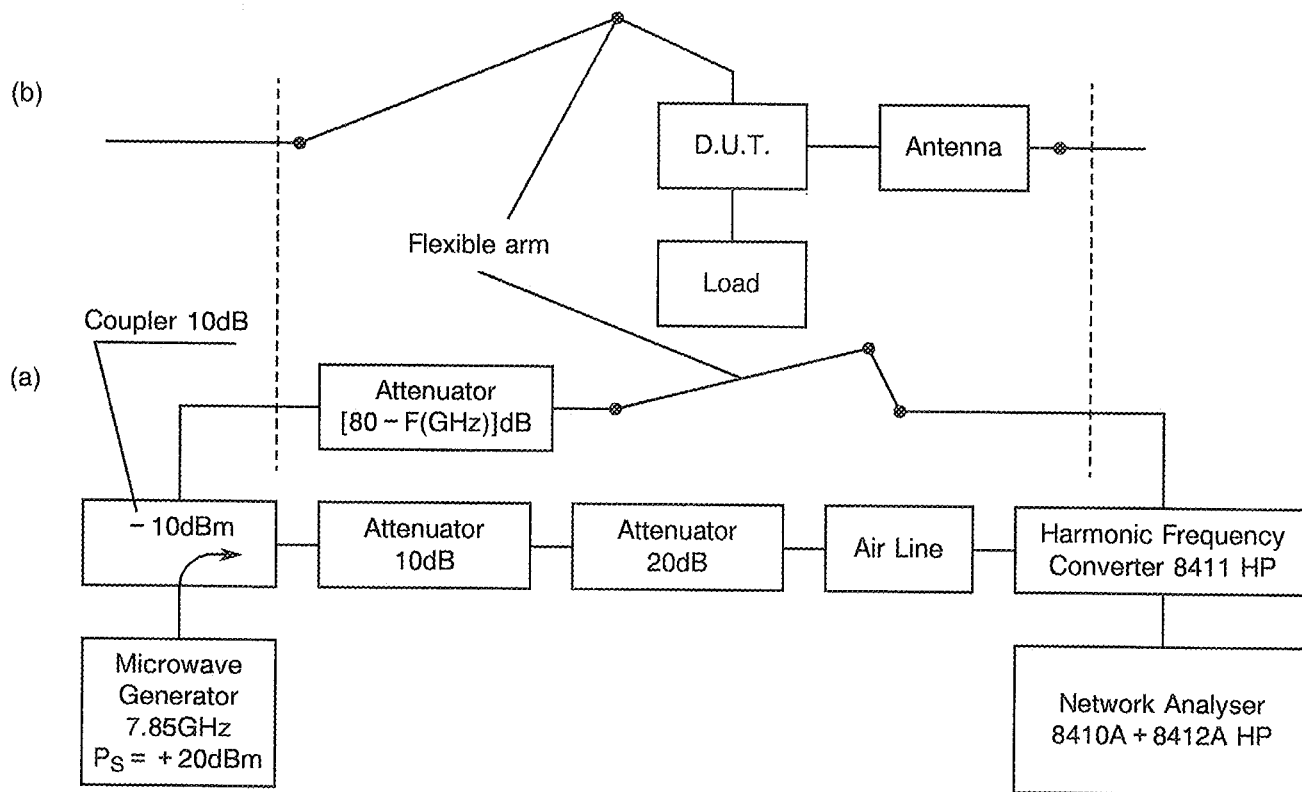 (b)
D.U.T.
Antenna
Flexible arm
Load
Coupler 10dB
(a)
Attenuator
[80 – F(GHz)]dB
– 10dBm
Attenuator
10dB
Attenuator
20dB
Air Line
Harmonic Frequency
Converter 8411 HP
Microwave
Generator
7.85GHz
PS = +20dBm
Network Analyser
8410A + 8412A HP